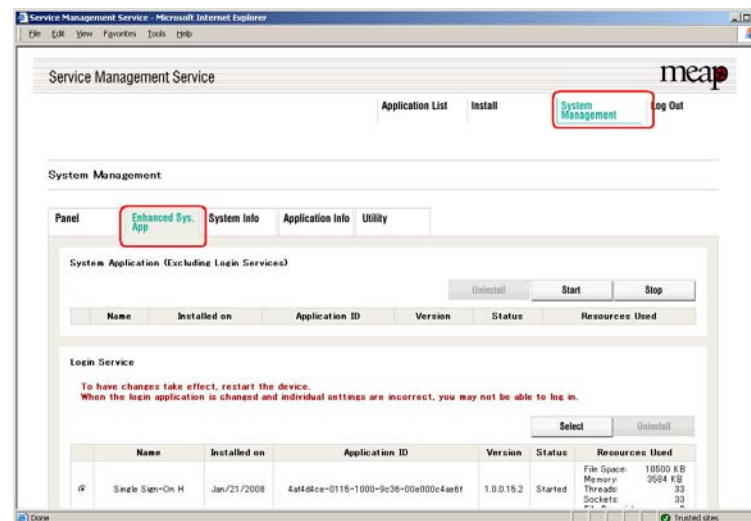 Service Management Service - Microsoft Internet Explorer
File Edit View Favorites Tools Help
Service Management Service
meap
Application List Install System Management Log Out
System Management
Panel Enhanced Sys. App System Info Application Info Utility
System Application (Excluding Login Services)
Uninstall Start Stop
Name Installed on Application ID Version Status Resources Used
Login Service
To have changes take effect, restart the device.
When the login application is changed and individual settings are incorrect, you may not be able to log in.
Select Uninstall
Name Installed on Application ID Version Status Resources Used
Single Sign-On H Jan/21/2008 1.0.0.15.2 Started
File Space: 10500 KB
Memory: 3584 KB
Threads: 33
Sockets: 33
Done Trusted sites